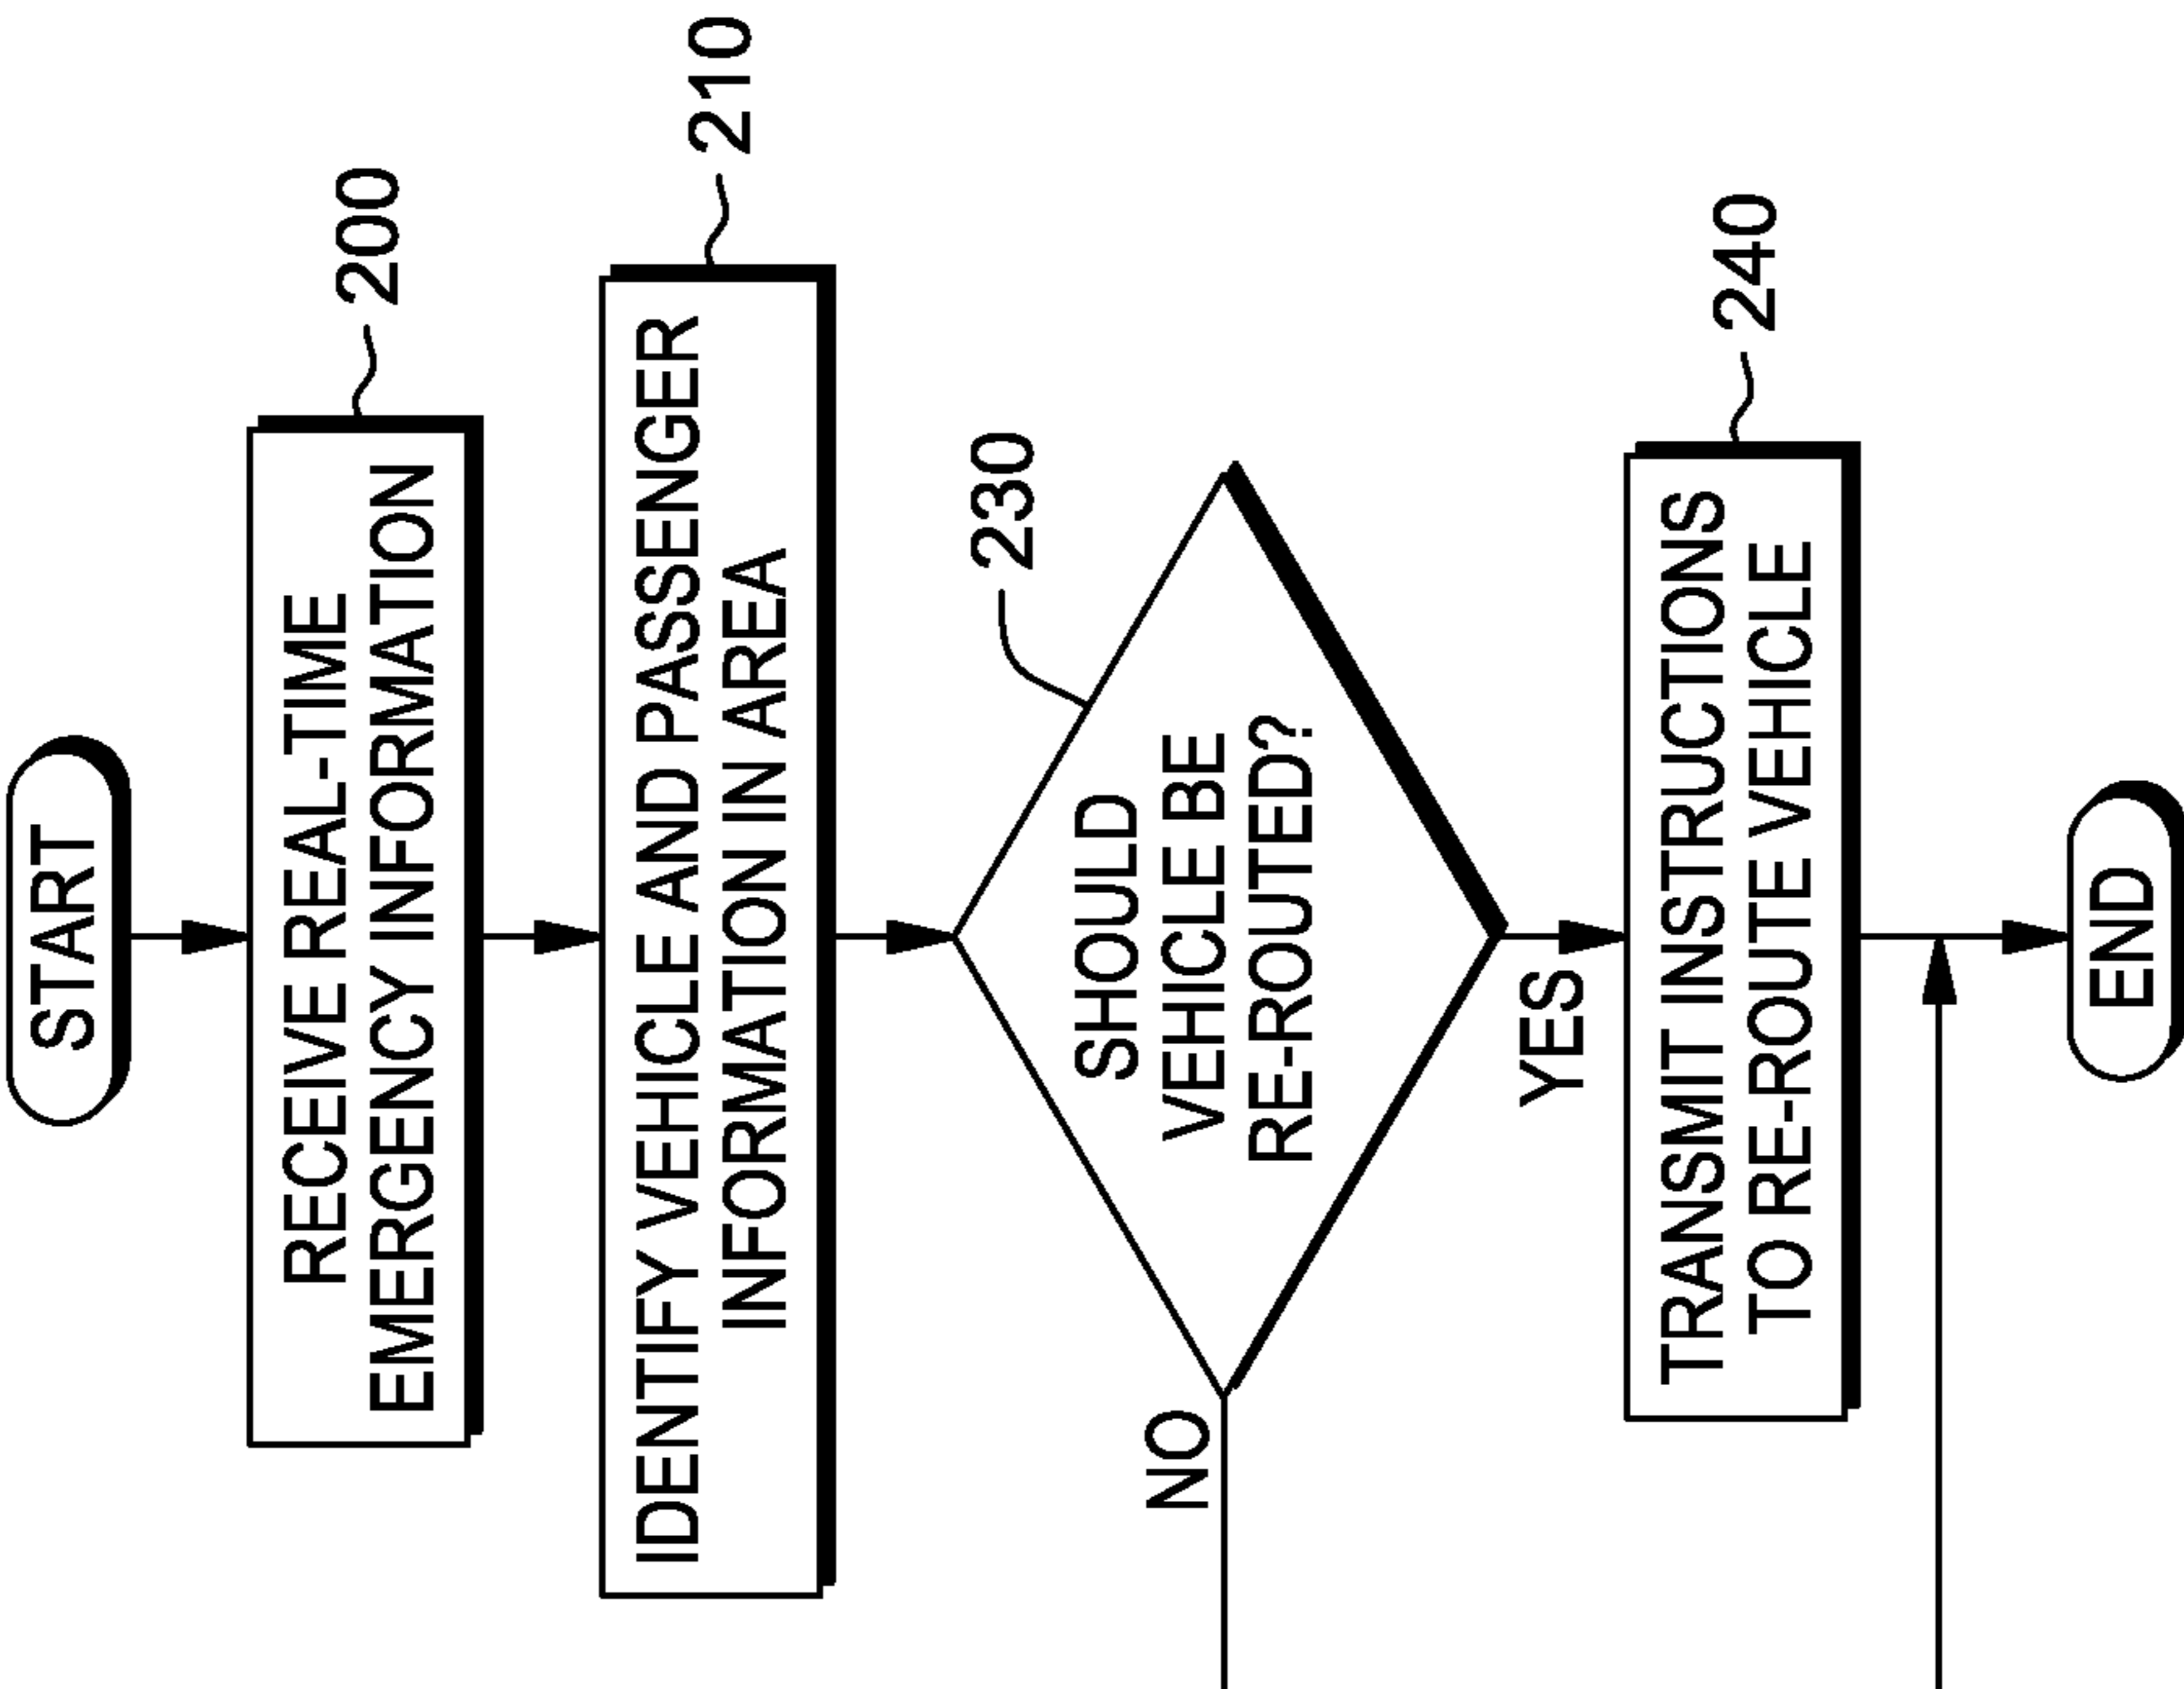 START
RECEIVE REAL-TIME
EMERGENCY INFORMATION
200
IDENTIFY VEHICLE AND PASSENGER
INFORMATION IN AREA
210
SHOULD
VEHICLE BE
RE-ROUTED?
230
NO
YES
TRANSMIT INSTRUCTIONS
TO RE-ROUTE VEHICLE
240
END